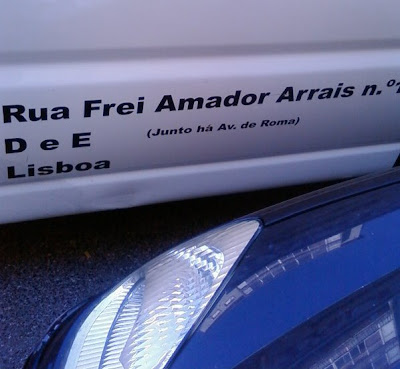 Rua Frei Amador Arrais n.º
D e E
(Junto há Av. de Roma)
Lisboa